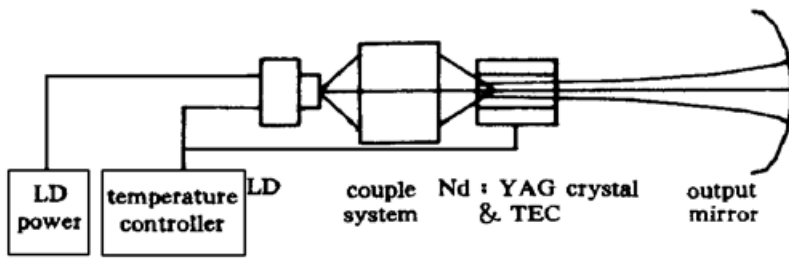 LD
power
temperature
controller
LD
couple
system
Nd : YAG crystal
& TEC
output
mirror